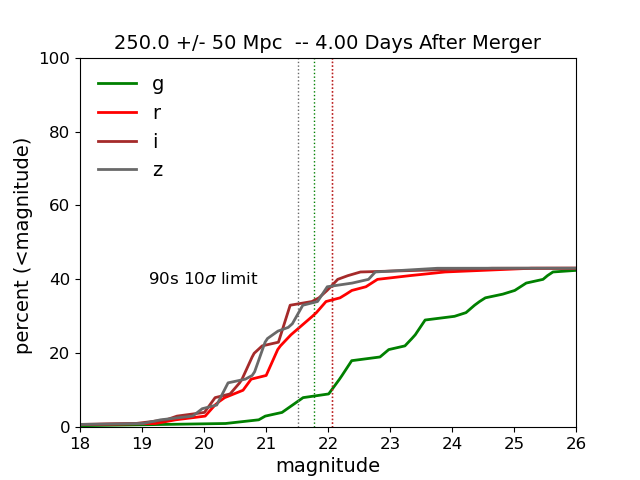 250.0 +/- 50 Mpc -- 4.00 Days After Merger
percent (<magnitude)
100
80
60
40
20
0
g
r
i
z
90s 10σ limit
18 19 20 21 22 23 24 25 26
magnitude